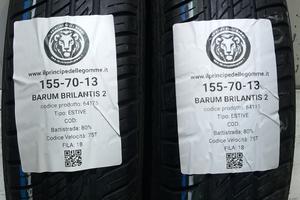 www.ilprincipedellegomme.it
155-70-13
BARUM BRILANTIS 2
codice prodotto: 64175
Tipo: ESTIVE
COD:
Battistrada: 80%
Codice Velocità: 75T
FILA: 18
www.ilprincipedellegomme.it
155-70-13
BARUM BRILANTIS 2
codice prodotto: 64175
Tipo: ESTIVE
COD:
Battistrada: 80%
Codice Velocità: 75T
FILA: 18